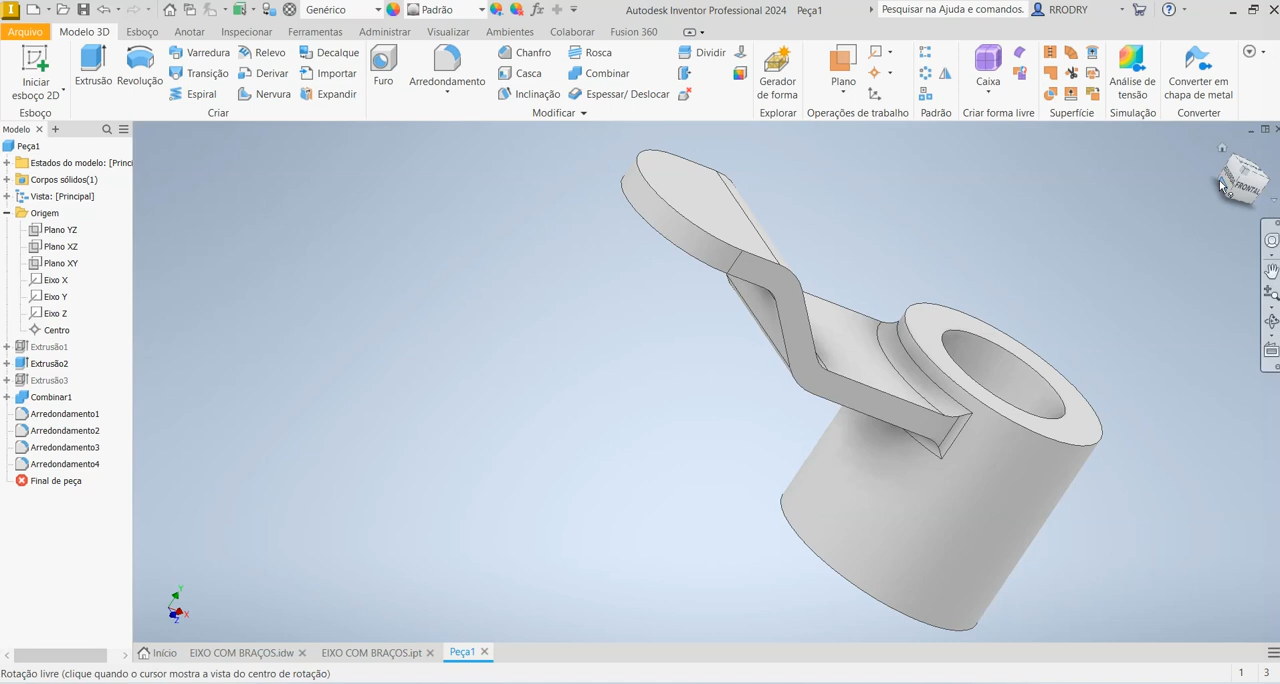 Genérico
Padrão
Autodesk Inventor Professional 2024 Peça1
Pesquisar na Ajuda e comandos.
RRODRY
Arquivo Modelo 3D Esboço Anotar Inspecionar Ferramentas Administrar Visualizar Ambientes Colaborar Fusion 360
Iniciar
esboço 2D
Esboço
Extrusão
Revolução
Varredura
Transição
Espiral
Relevo
Derivar
Nervura
Decalque
Importar
Expandir
Criar
Furo
Arredondamento
Chanfro
Casca
Inclinação
Rosca
Combinar
Espessar/ Deslocar
Dividir
Modificar
Gerador
de forma
Explorar
Plano
Operações de trabalho
Padrão
Caixa
Criar forma livre
Superfície
Análise de
tensão
Simulação
Converter em
chapa de metal
Converter
Modelo
Peça1
Estados do modelo: [Princi
Corpos sólidos(1)
Vista: [Principal]
Origem
Plano YZ
Plano XZ
Plano XY
Eixo X
Eixo Y
Eixo Z
Centro
Extrusão1
Extrusão2
Extrusão3
Combinar1
Arredondamento1
Arredondamento2
Arredondamento3
Arredondamento4
Final de peça
FRONTAL
Y
X
Z
Início EIXO COM BRAÇOS.idw EIXO COM BRAÇOS.ipt Peça1
Rotação livre (clique quando o cursor mostra a vista do centro de rotação)
1 3